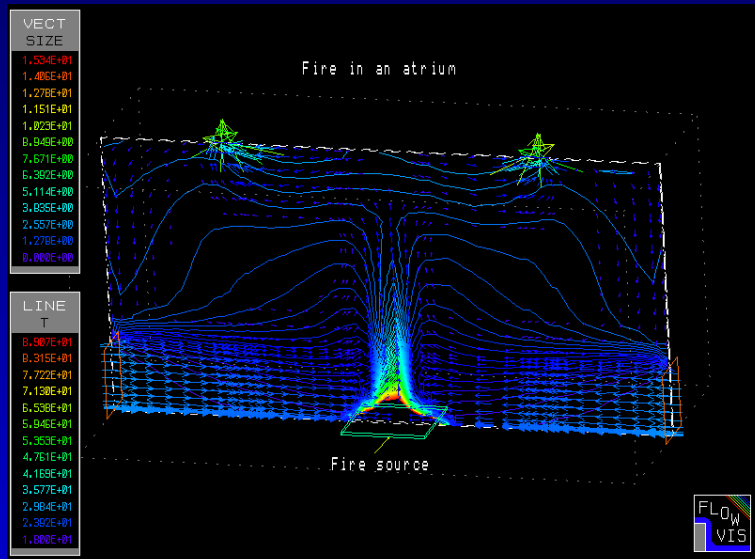 VECT
SIZE
1.534E+01
1.406E+01
1.278E+01
1.151E+01
1.023E+01
8.949E+00
7.671E+00
6.392E+00
5.114E+00
3.835E+00
2.557E+00
1.278E+00
0.000E+00
Fire in an atrium
LINE
T
8.907E+01
8.315E+01
7.722E+01
7.130E+01
6.538E+01
5.945E+01
5.353E+01
4.761E+01
4.169E+01
3.577E+01
2.984E+01
2.392E+01
1.800E+01
Fire source
FLOW
VIS